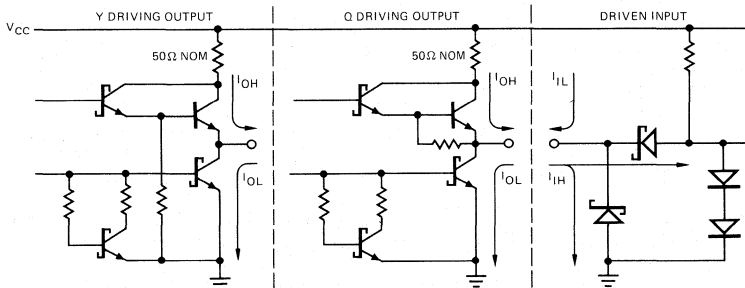 Y DRIVING OUTPUT
Q DRIVING OUTPUT
DRIVEN INPUT
VCC
50Ω NOM
50Ω NOM
IOH
IOH
IIL
IOL
IOL
IIH